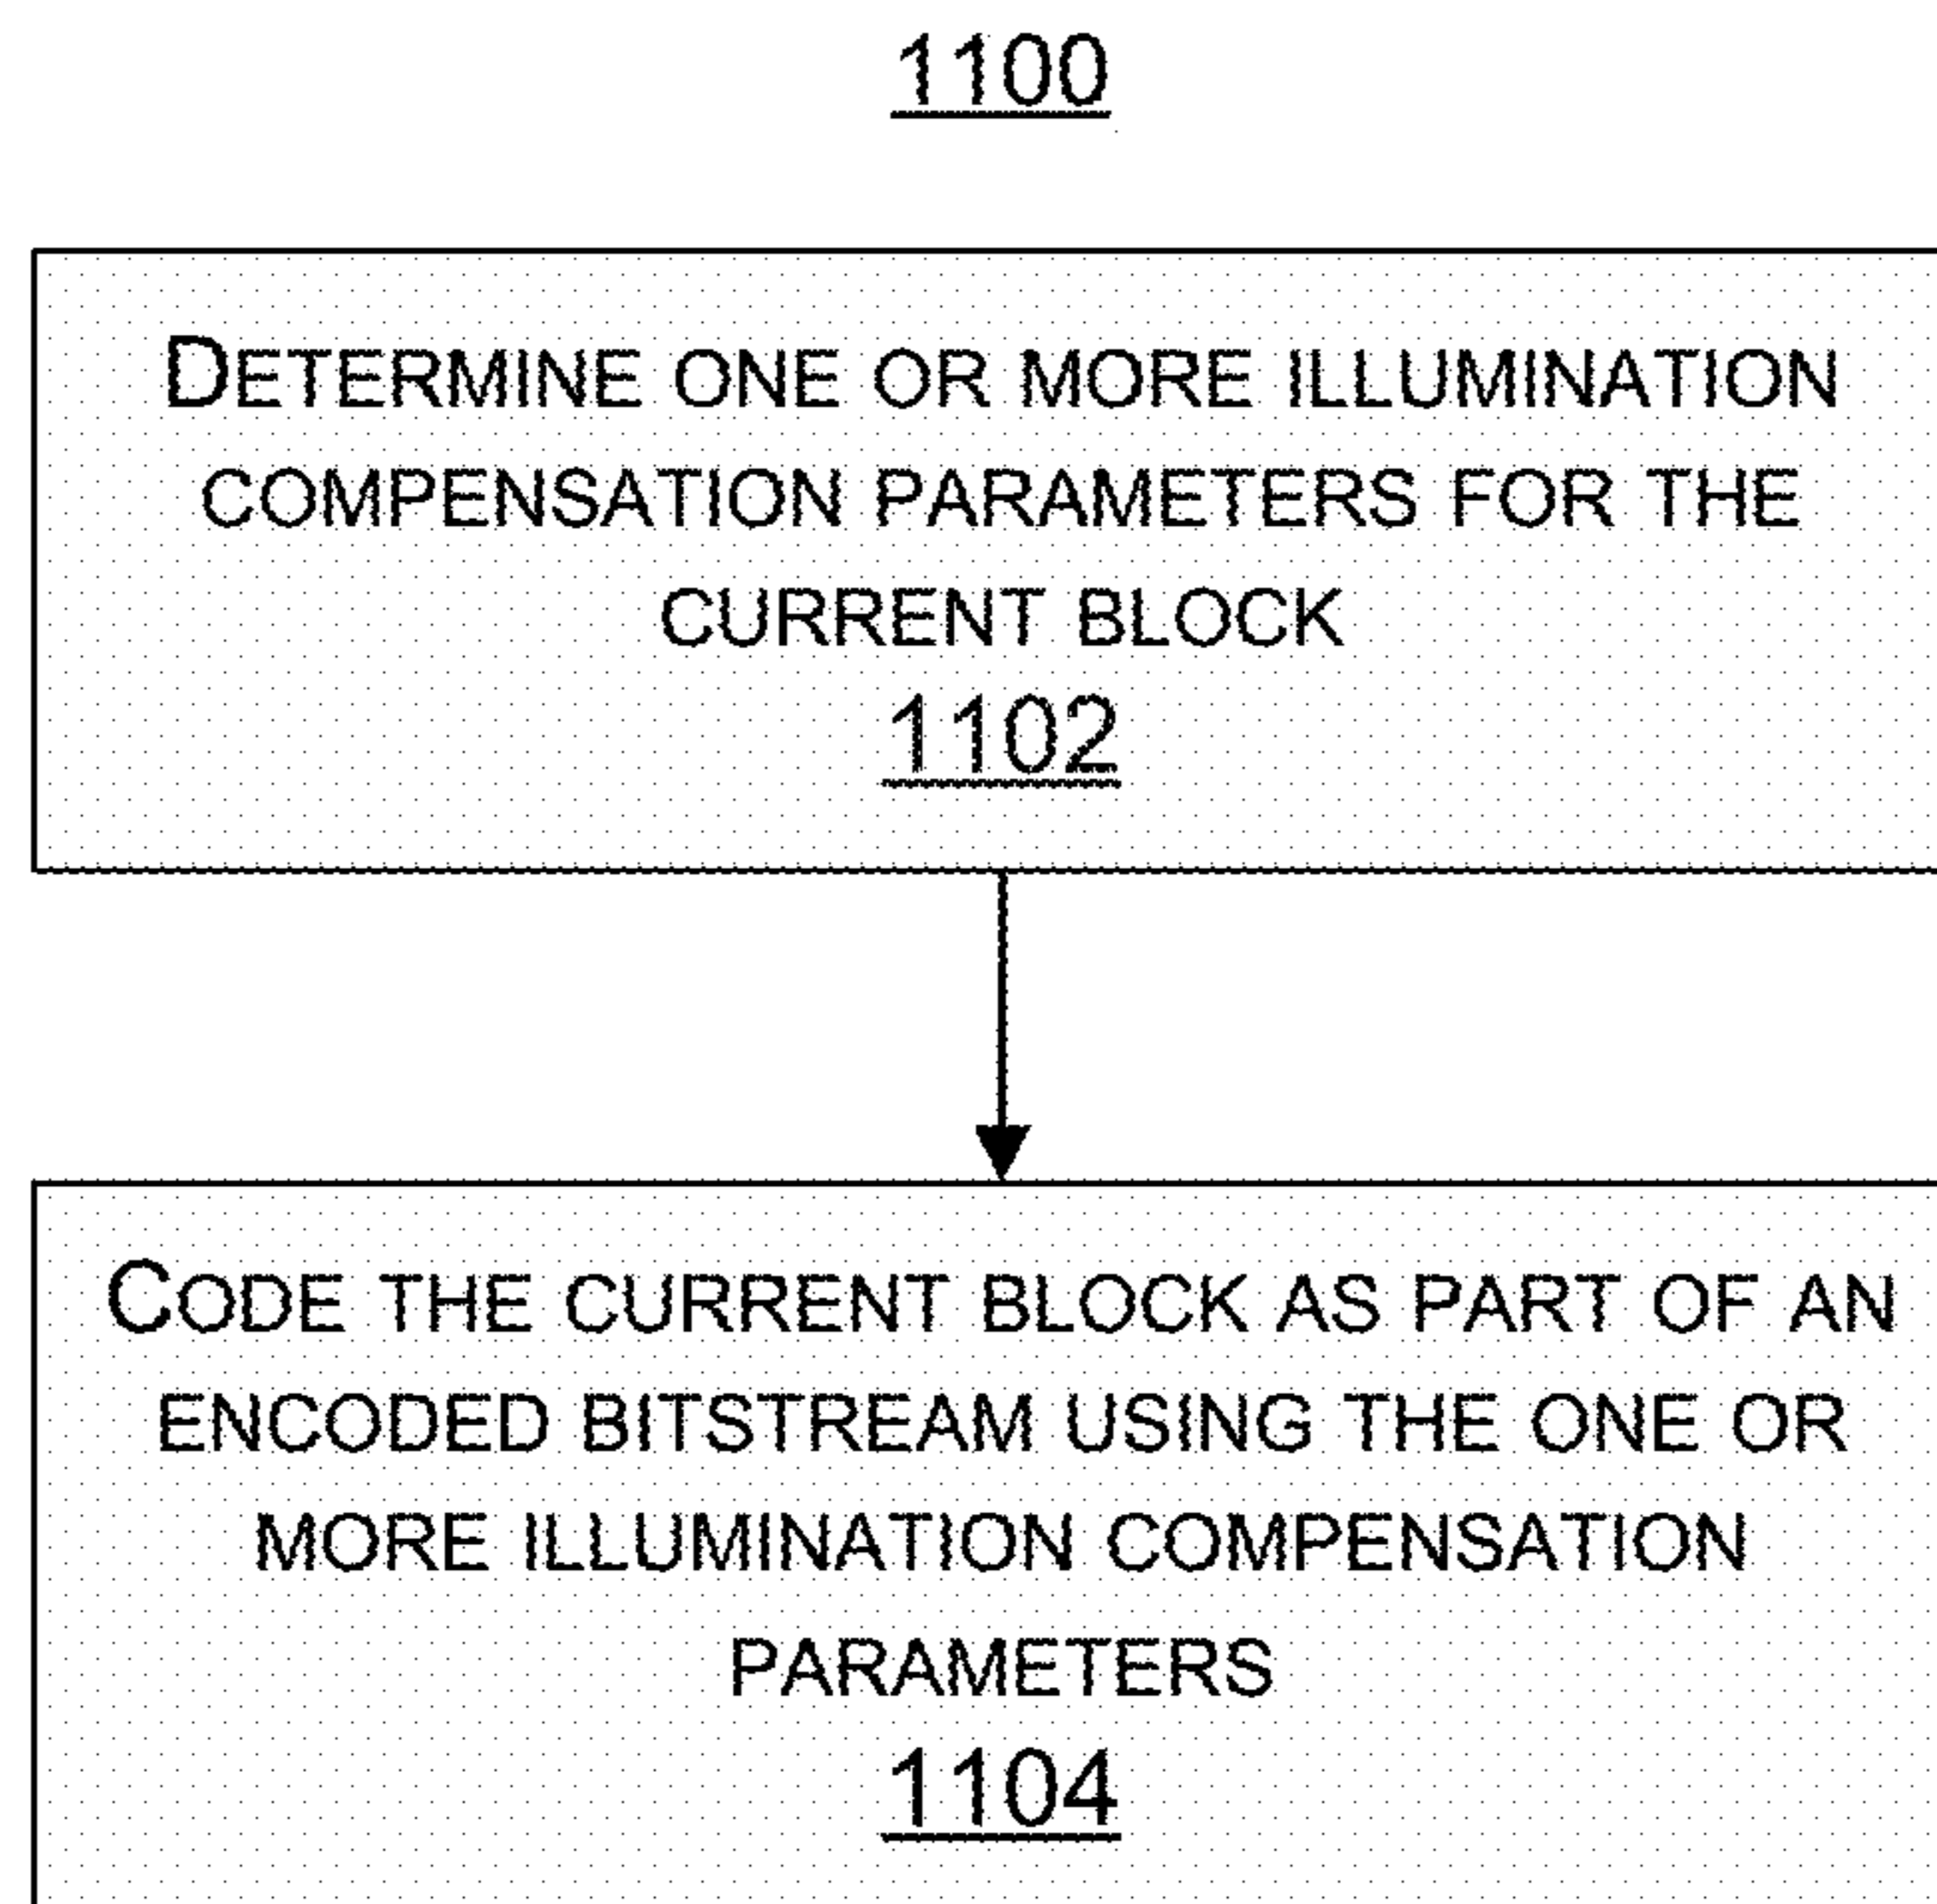 1100
DETERMINE ONE OR MORE ILLUMINATION
COMPENSATION PARAMETERS FOR THE
CURRENT BLOCK
1102
CODE THE CURRENT BLOCK AS PART OF AN
ENCODED BITSTREAM USING THE ONE OR
MORE ILLUMINATION COMPENSATION
PARAMETERS
1104